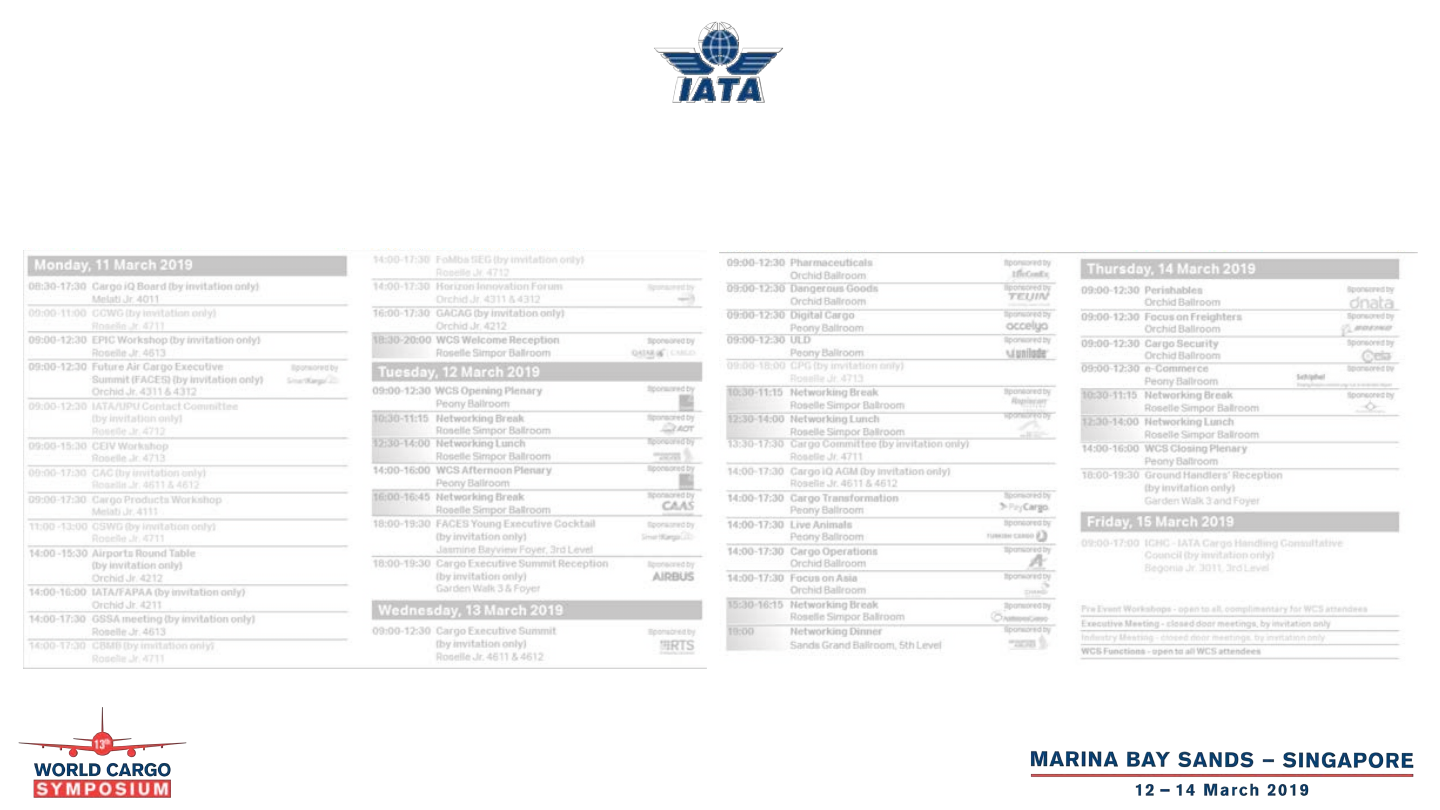 IATA
Monday, 11 March 2019
08:30-17:30 Cargo iQ Board (by invitation only)
Melati Jr. 4011
09:00-11:00 CCWG (by invitation only)
Roselle Jr. 4711
09:00-12:30 EPIC Workshop (by invitation only)
Roselle Jr. 4613
09:00-12:30 Future Air Cargo Executive Sponsored by
Summit (FACES) (by invitation only) SmartKargo
Orchid Jr. 4311 & 4312
09:00-12:30 IATA/UPU Contact Committee
(by invitation only)
Roselle Jr. 4712
09:00-15:30 CEIV Workshop
Roselle Jr. 4713
09:00-17:30 CAC (by invitation only)
Roselle Jr. 4611 & 4612
09:00-17:30 Cargo Products Workshop
Melati Jr. 4111
11:00-13:00 CSWG (by invitation only)
Roselle Jr. 4711
14:00-15:30 Airports Round Table
(by invitation only)
Orchid Jr. 4212
14:00-16:00 IATA/FAPAA (by invitation only)
Orchid Jr. 4211
14:00-17:30 GSSA meeting (by invitation only)
Roselle Jr. 4613
14:00-17:30 CBMB (by invitation only)
Roselle Jr. 4711
14:00-17:30 FoMba SEG (by invitation only)
Roselle Jr. 4712
14:00-17:30 Horizon Innovation Forum Sponsored by
Orchid Jr. 4311 & 4312
16:00-17:30 GACAG (by invitation only)
Orchid Jr. 4212
18:30-20:00 WCS Welcome Reception Sponsored by
Roselle Simpor Ballroom QATAR CARGO
Tuesday, 12 March 2019
09:00-12:30 WCS Opening Plenary Sponsored by
Peony Ballroom
10:30-11:15 Networking Break Sponsored by
Roselle Simpor Ballroom AOT
12:30-14:00 Networking Lunch Sponsored by
Roselle Simpor Ballroom
14:00-16:00 WCS Afternoon Plenary Sponsored by
Peony Ballroom
16:00-16:45 Networking Break Sponsored by
Roselle Simpor Ballroom CAAS
18:00-19:30 FACES Young Executive Cocktail Sponsored by
(by invitation only) SmartKargo
Jasmine Bayview Foyer, 3rd Level
18:00-19:30 Cargo Executive Summit Reception Sponsored by
(by invitation only) AIRBUS
Garden Walk 3 & Foyer
Wednesday, 13 March 2019
09:00-12:30 Cargo Executive Summit Sponsored by
(by invitation only) RTS
Roselle Jr. 4611 & 4612
09:00-12:30 Pharmaceuticals Sponsored by
Orchid Ballroom
09:00-12:30 Dangerous Goods Sponsored by
Orchid Ballroom TEIJIN
09:00-12:30 Digital Cargo Sponsored by
Peony Ballroom accelya
09:00-12:30 ULD Sponsored by
Peony Ballroom unilode
09:00-18:00 CPG (by invitation only)
Roselle Jr. 4713
10:30-11:15 Networking Break Sponsored by
Roselle Simpor Ballroom
12:30-14:00 Networking Lunch Sponsored by
Roselle Simpor Ballroom
13:30-17:30 Cargo Committee (by invitation only)
Roselle Jr. 4711
14:00-17:30 Cargo iQ AGM (by invitation only)
Roselle Jr. 4611 & 4612
14:00-17:30 Cargo Transformation Sponsored by
Peony Ballroom PayCargo
14:00-17:30 Live Animals Sponsored by
Peony Ballroom TURKISH CARGO
14:00-17:30 Cargo Operations Sponsored by
Orchid Ballroom
14:00-17:30 Focus on Asia Sponsored by
Orchid Ballroom
15:30-16:15 Networking Break Sponsored by
Roselle Simpor Ballroom
19:00 Networking Dinner Sponsored by
Sands Grand Ballroom, 5th Level
Thursday, 14 March 2019
09:00-12:30 Perishables Sponsored by
Orchid Ballroom dnata
09:00-12:30 Focus on Freighters Sponsored by
Orchid Ballroom BOEING
09:00-12:30 Cargo Security Sponsored by
Orchid Ballroom Ceia
09:00-12:30 e-Commerce Sponsored by
Peony Ballroom Schiphol
10:30-11:15 Networking Break Sponsored by
Roselle Simpor Ballroom
12:30-14:00 Networking Lunch
Roselle Simpor Ballroom
14:00-16:00 WCS Closing Plenary
Peony Ballroom
18:00-19:30 Ground Handlers' Reception
(by invitation only)
Garden Walk 3 and Foyer
Friday, 15 March 2019
09:00-17:00 ICHC - IATA Cargo Handling Consultative
Council (by invitation only)
Begonia Jr. 3011, 3rd Level
Pre Event Workshops - open to all, complimentary for WCS attendees
Executive Meeting - closed door meetings, by invitation only
Industry Meeting - closed door meetings, by invitation only
WCS Functions - open to all WCS attendees
13th
WORLD CARGO
SYMPOSIUM
MARINA BAY SANDS – SINGAPORE
12 – 14 March 2019